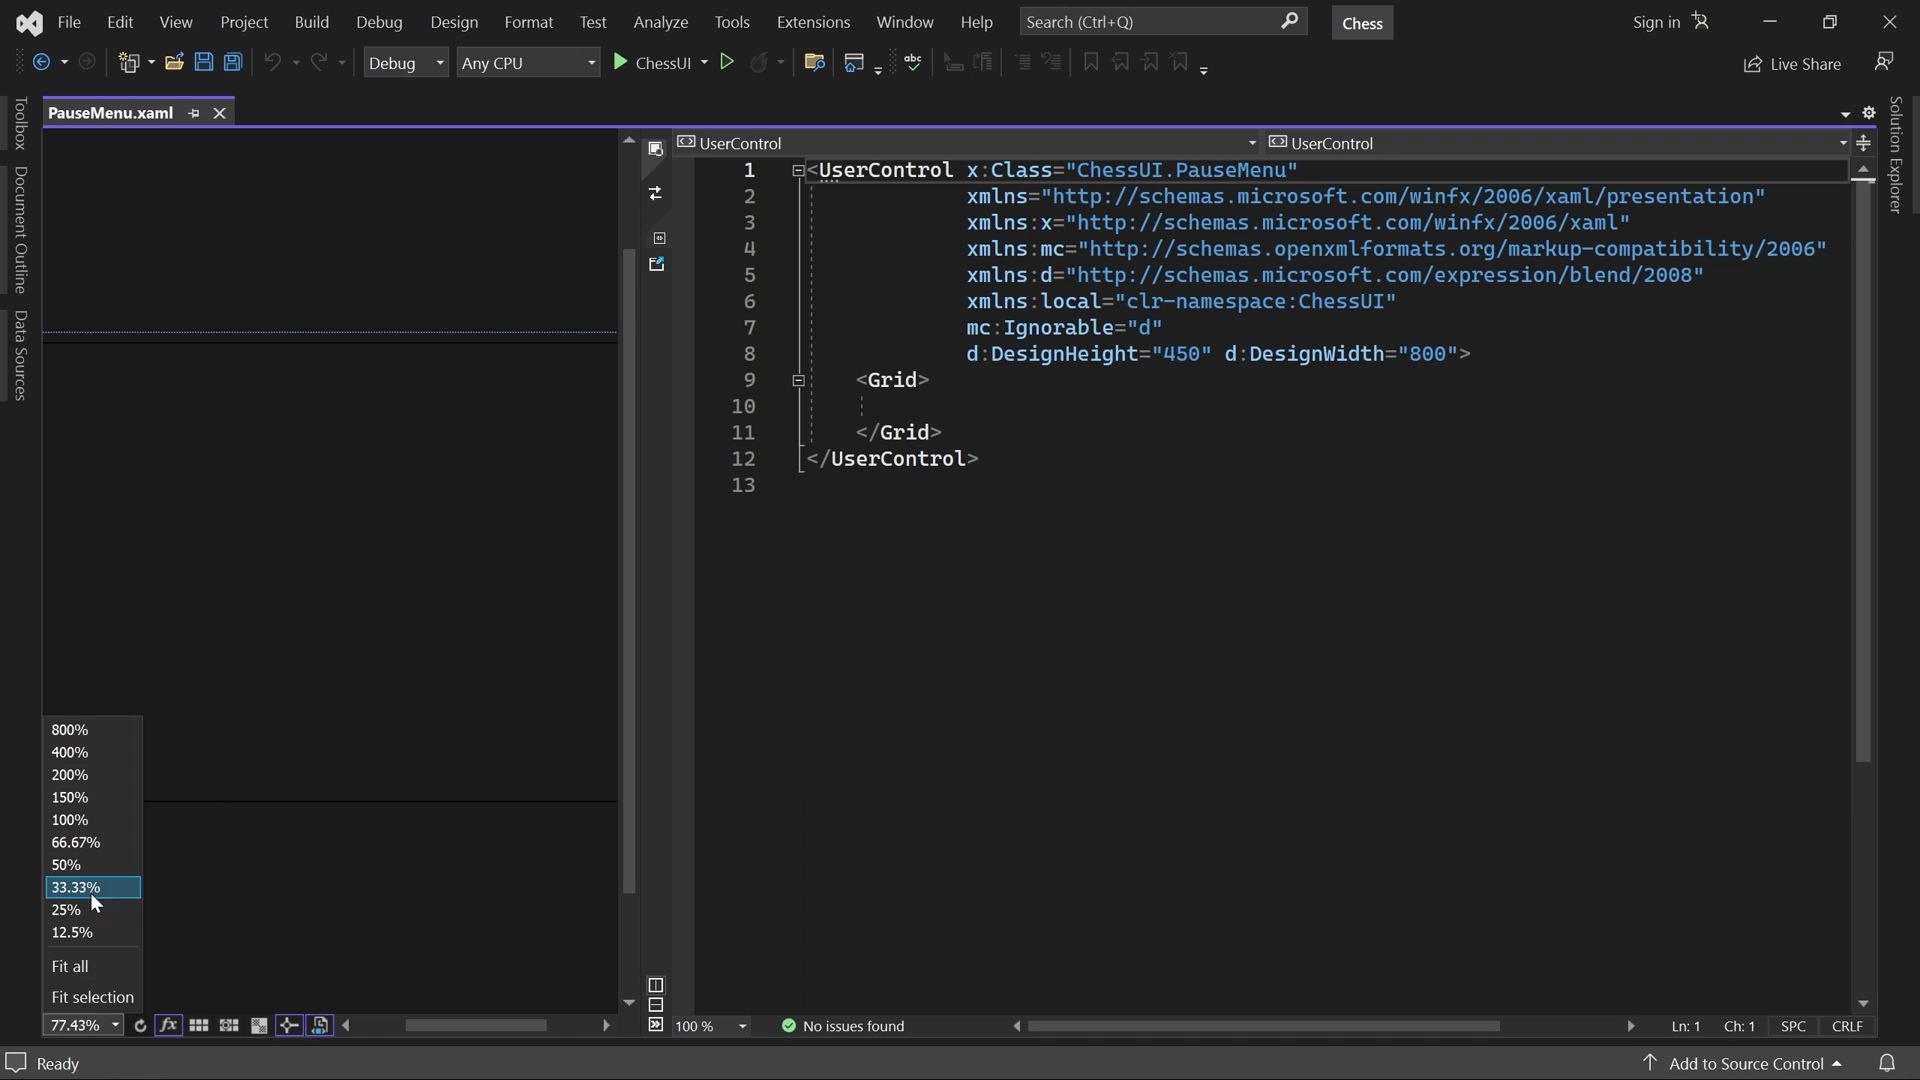 File Edit View Project Build Debug Design Format Test Analyze Tools Extensions Window Help Search (Ctrl+Q) Chess Sign in
Debug Any CPU ChessUI abc Live Share
PauseMenu.xaml
Toolbox
Document Outline
Data Sources
Solution Explorer
UserControl UserControl
1 <UserControl x:Class="ChessUI.PauseMenu"
2 xmlns="http://schemas.microsoft.com/winfx/2006/xaml/presentation"
3 xmlns:x="http://schemas.microsoft.com/winfx/2006/xaml"
4 xmlns:mc="http://schemas.openxmlformats.org/markup-compatibility/2006"
5 xmlns:d="http://schemas.microsoft.com/expression/blend/2008"
6 xmlns:local="clr-namespace:ChessUI"
7 mc:Ignorable="d"
8 d:DesignHeight="450" d:DesignWidth="800">
9 <Grid>
10
11 </Grid>
12 </UserControl>
13
800%
400%
200%
150%
100%
66.67%
50%
33.33%
25%
12.5%
Fit all
Fit selection
77.43% fx 100 % No issues found Ln: 1 Ch: 1 SPC CRLF
Ready Add to Source Control